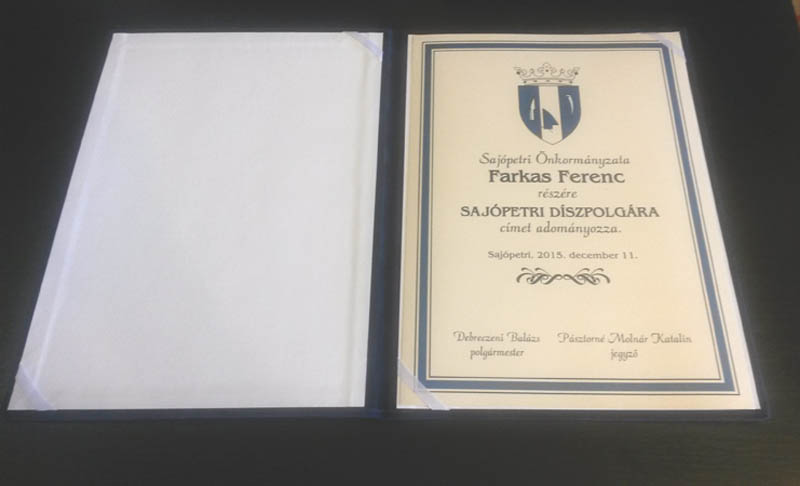 Sajópetri Önkormányzata
Farkas Ferenc
részére
SAJÓPETRI DÍSZPOLGÁRA
címet adományozza.
Sajópetri, 2015. december 11.
Debreczeni Balázs Pásztorné Molnár Katalin
polgármester jegyző